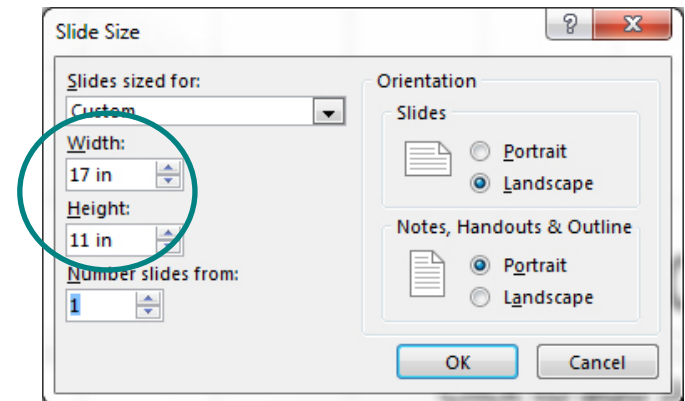 Slide Size
? X
Slides sized for:
Custom
Width:
17 in
Height:
11 in
Number slides from:
1
Orientation
Slides
Portrait
Landscape
Notes, Handouts & Outline
Portrait
Landscape
OK
Cancel